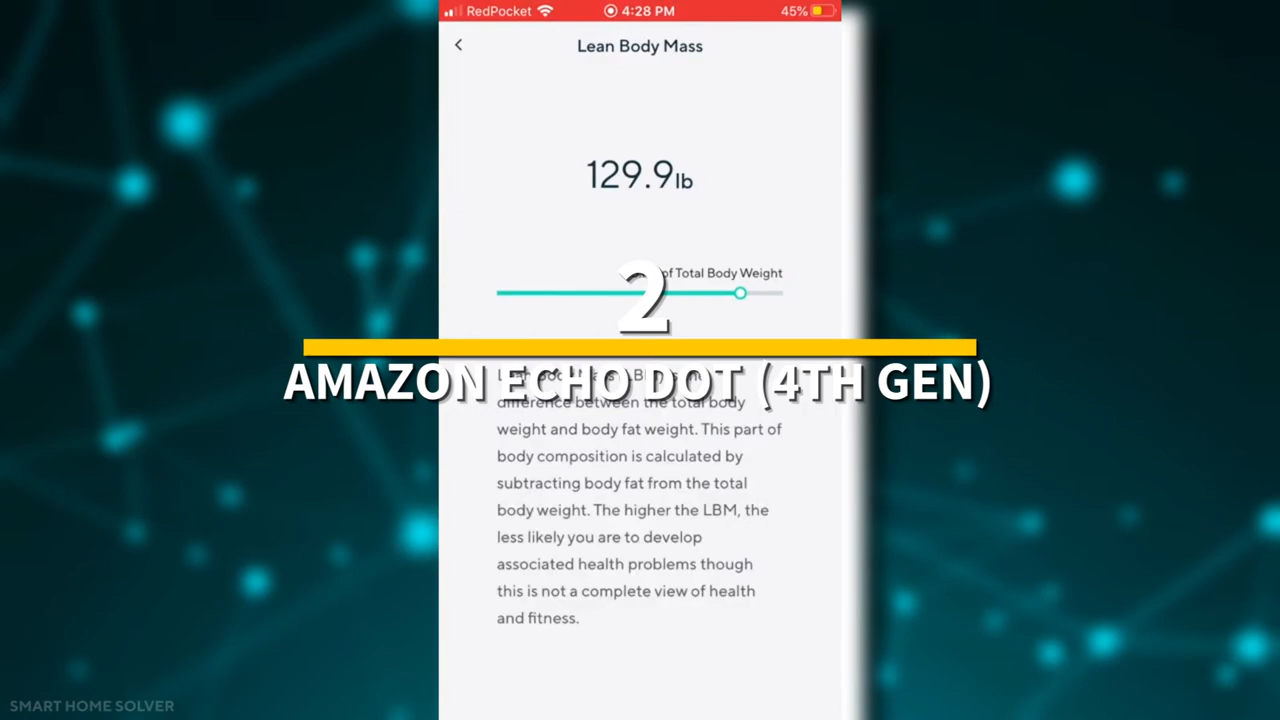 RedPocket
4:28 PM
45%
Lean Body Mass
129.9lb
of Total Body Weight
2
AMAZON ECHO DOT (4TH GEN)
difference between the total body
weight and body fat weight. This part of
body composition is calculated by
subtracting body fat from the total
body weight. The higher the LBM, the
less likely you are to develop
associated health problems though
this is not a complete view of health
and fitness.
SMART HOME SOLVER